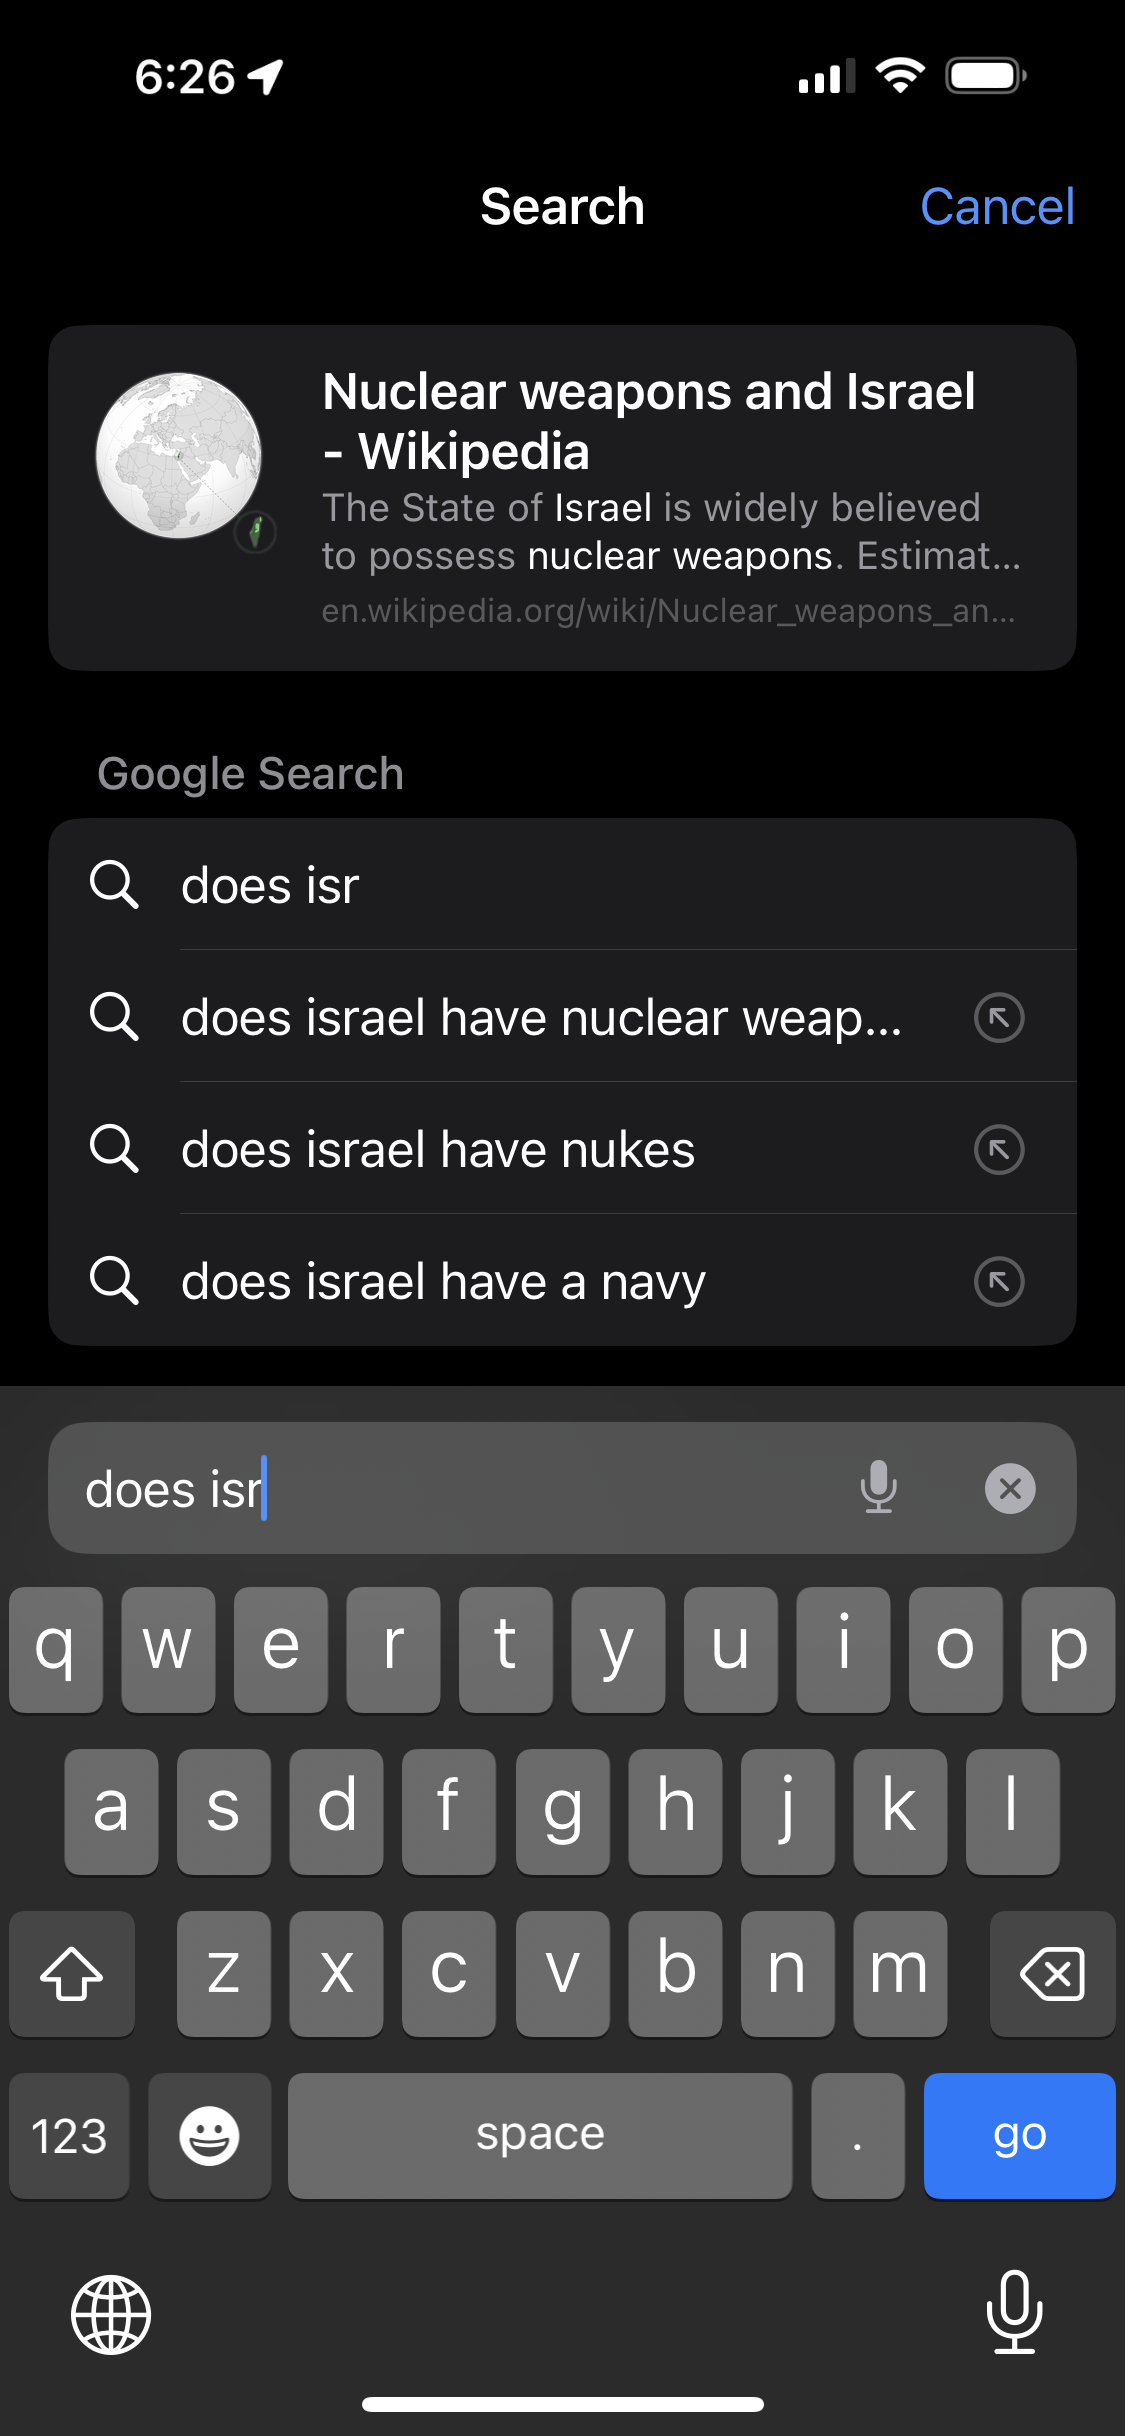 6:26
Search
Cancel
Nuclear weapons and Israel
- Wikipedia
The State of Israel is widely believed
to possess nuclear weapons. Estimat...
en.wikipedia.org/wiki/Nuclear_weapons_an...
Google Search
does isr
does israel have nuclear weap...
does israel have nukes
does israel have a navy
does isr
q w e r t y u i o p
a s d f g h j k l
z x c v b n m
123 space . go